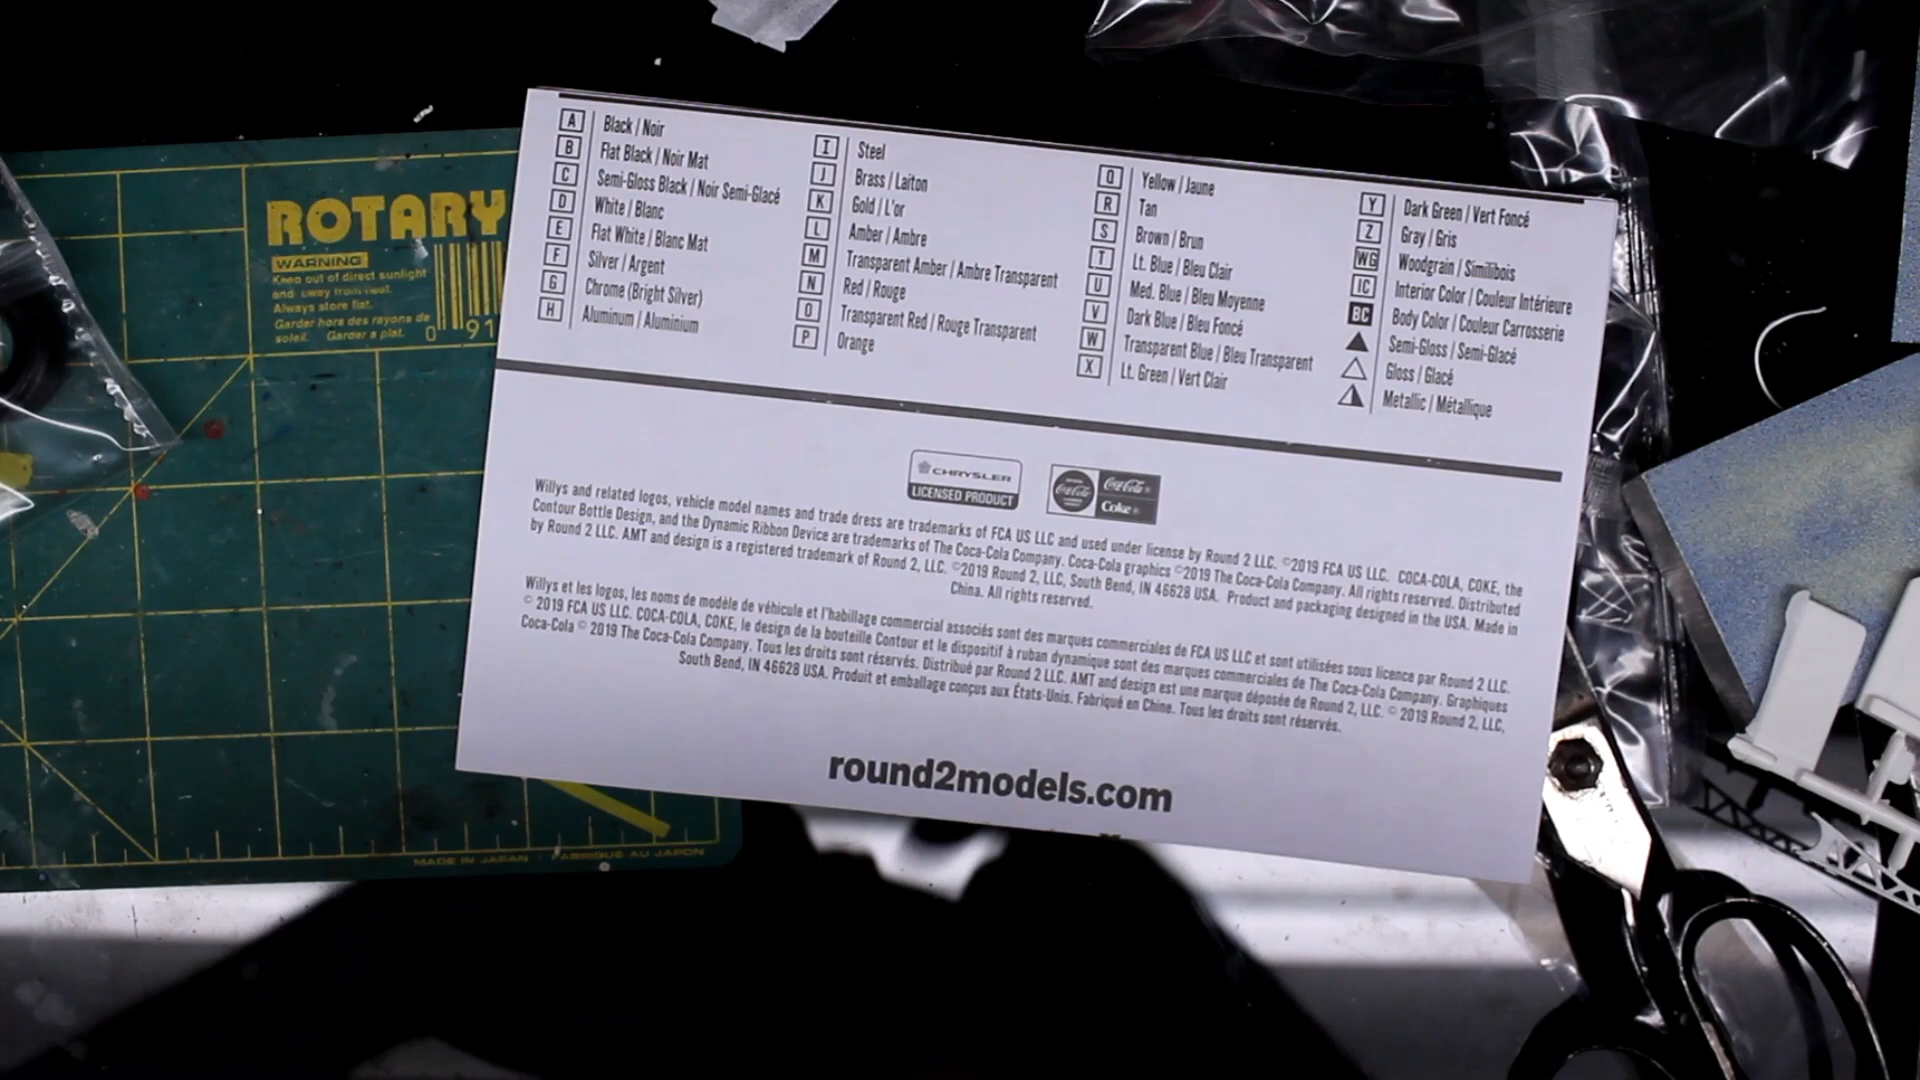 A Black / Noir
B Flat Black / Noir Mat
C Semi-Gloss Black / Noir Semi-Glacé
D White / Blanc
E Flat White / Blanc Mat
F Silver / Argent
G Chrome (Bright Silver)
H Aluminum / Aluminium
I Steel
J Brass / Laiton
K Gold / L'or
L Amber / Ambre
M Transparent Amber / Ambre Transparent
N Red / Rouge
O Transparent Red / Rouge Transparent
P Orange
Q Yellow / Jaune
R Tan
S Brown / Brun
T Lt. Blue / Bleu Clair
U Med. Blue / Bleu Moyenne
V Dark Blue / Bleu Foncé
W Transparent Blue / Bleu Transparent
X Lt. Green / Vert Clair
Y Dark Green / Vert Foncé
Z Gray / Gris
WG Woodgrain / Similibois
IC Interior Color / Couleur Intérieure
BC Body Color / Couleur Carrosserie
Semi-Gloss / Semi-Glacé
Gloss / Glacé
Metallic / Métallique
CHRYSLER
LICENSED PRODUCT
Coca-Cola
Coca-Cola ®
Coke ®
Willys and related logos, vehicle model names and trade dress are trademarks of FCA US LLC and used under license by Round 2 LLC. ©2019 FCA US LLC. COCA-COLA, COKE, the
Contour Bottle Design, and the Dynamic Ribbon Device are trademarks of The Coca-Cola Company. Coca-Cola graphics ©2019 The Coca-Cola Company. All rights reserved. Distributed
by Round 2 LLC. AMT and design is a registered trademark of Round 2, LLC. ©2019 Round 2, LLC, South Bend, IN 46628 USA. Product and packaging designed in the USA. Made in
China. All rights reserved.
Willys et les logos, les noms de modèle de véhicule et l'habillage commercial associés sont des marques commerciales de FCA US LLC et sont utilisées sous licence par Round 2 LLC.
© 2019 FCA US LLC. COCA-COLA, COKE, le design de la bouteille Contour et le dispositif à ruban dynamique sont des marques commerciales de The Coca-Cola Company. Graphiques
Coca-Cola © 2019 The Coca-Cola Company. Tous les droits sont réservés. Distribué par Round 2 LLC. AMT and design est une marque déposée de Round 2, LLC. © 2019 Round 2, LLC,
South Bend, IN 46628 USA. Produit et emballage conçus aux États-Unis. Fabriqué en Chine. Tous les droits sont réservés.
round2models.com
ROTARY
WARNING
Keep out of direct sunlight
and away from heat.
Always store flat.
Garder hors des rayons de
soleil. Garder a plat.
0 91
MADE IN JAPAN FABRIQUÉ AU JAPON